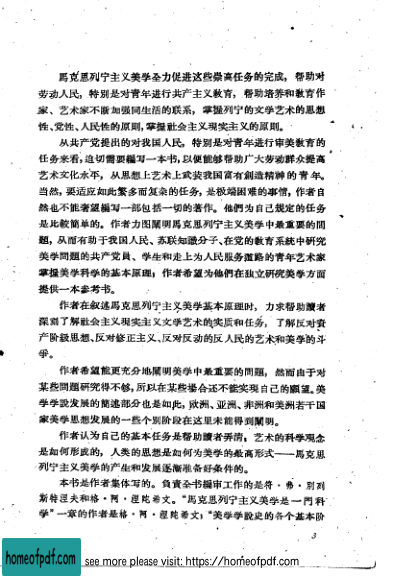 馬克思列宁主义美学全力促进这些崇高任务的完成，帮助对
劳动人民，特別是对青年进行共产主义教育，帮助培养和教育作
家、艺术家不断加强同生活的联系，掌握列宁的文学艺术的思想
性、党性、人民性的原則，掌握社会主义現实主义的原則。
从共产党提出的对我国人民，特別是对青年进行审美教育的
任务来看，迫切需要編写一本书，以便能够帮助广大劳动群众提高
艺术文化水平，从思想上艺术上武装我国富有創造精神的青年。
当然，要适应如此繁多而复杂的任务，是极端困难的事情，作者自
然也不能奢望編写一部包括一切的著作。他們为自己規定的任务
是比較簡单的。作者力图闡明馬克思列宁主义美学中最重要的問
題，从而有助于我国人民、苏联知識分子、在党的教育系統中研究
美学問題的共产党員、学生和走上为人民服务道路的青年艺术家
掌握美学科学的基本原理；作者希望为他們在独立研究美学方面
提供一本参考书。
作者在叙述馬克思列宁主义美学基本原理时，力求帮助讀者
深刻了解社会主义現实主义文学艺术的实质和任务，了解反对資
产阶級思想、反对修正主义、反对反动的反人民的艺术和美学的斗
爭。
作者希望能更充分地闡明美学中最重要的問題，然而由于对
某些問題研究得不够，所以在某些場合还不能实現自己的願望。美
学学說发展的簡述部分也是如此，欧洲、亚洲、非洲和美洲若干国
家美学思想发展的一些个別阶段在这里未能得到闡明。
作者认为自己的基本任务是帮助讀者弄清，艺术的科学观念
是如何形成的，人类的思想是如何为美学的最高形式——馬克思
列宁主义美学的产生和发展逐漸准备好条件的。
本书是作者集体写的。負責全书編审工作的是符·弗·別列
斯特湼夫和格·阿·湼陀希文。“馬克思列宁主义美学是一門科
学”一章的作者是格·阿·湼陀希文；“美学学說史的各个基本阶
3
homeofpdf.com
see more please visit: https://homeofpdf.com